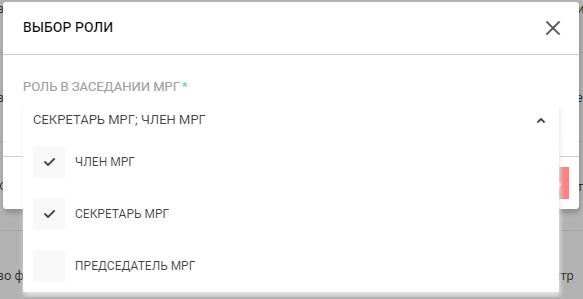 ВЫБОР РОЛИ
РОЛЬ В ЗАСЕДАНИИ МРГ*
СЕКРЕТАРЬ МРГ; ЧЛЕН МРГ
ЧЛЕН МРГ
СЕКРЕТАРЬ МРГ
ПРЕДСЕДАТЕЛЬ МРГ